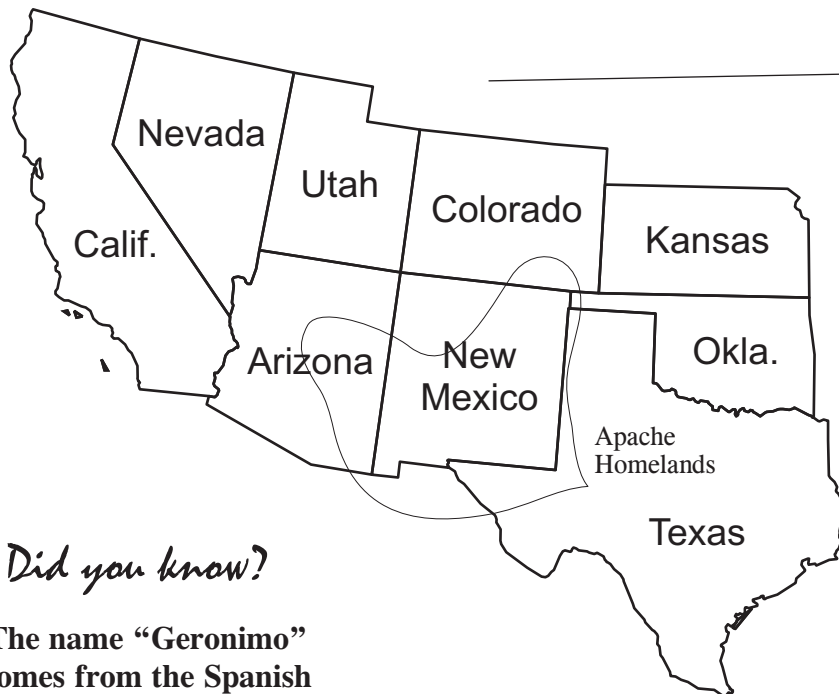 Nevada
Utah
Colorado
Calif.
Kansas
Arizona
New
Mexico
Okla.
Apache
Homelands
Texas
Did you know?
The name “Geronimo”
comes from the Spanish